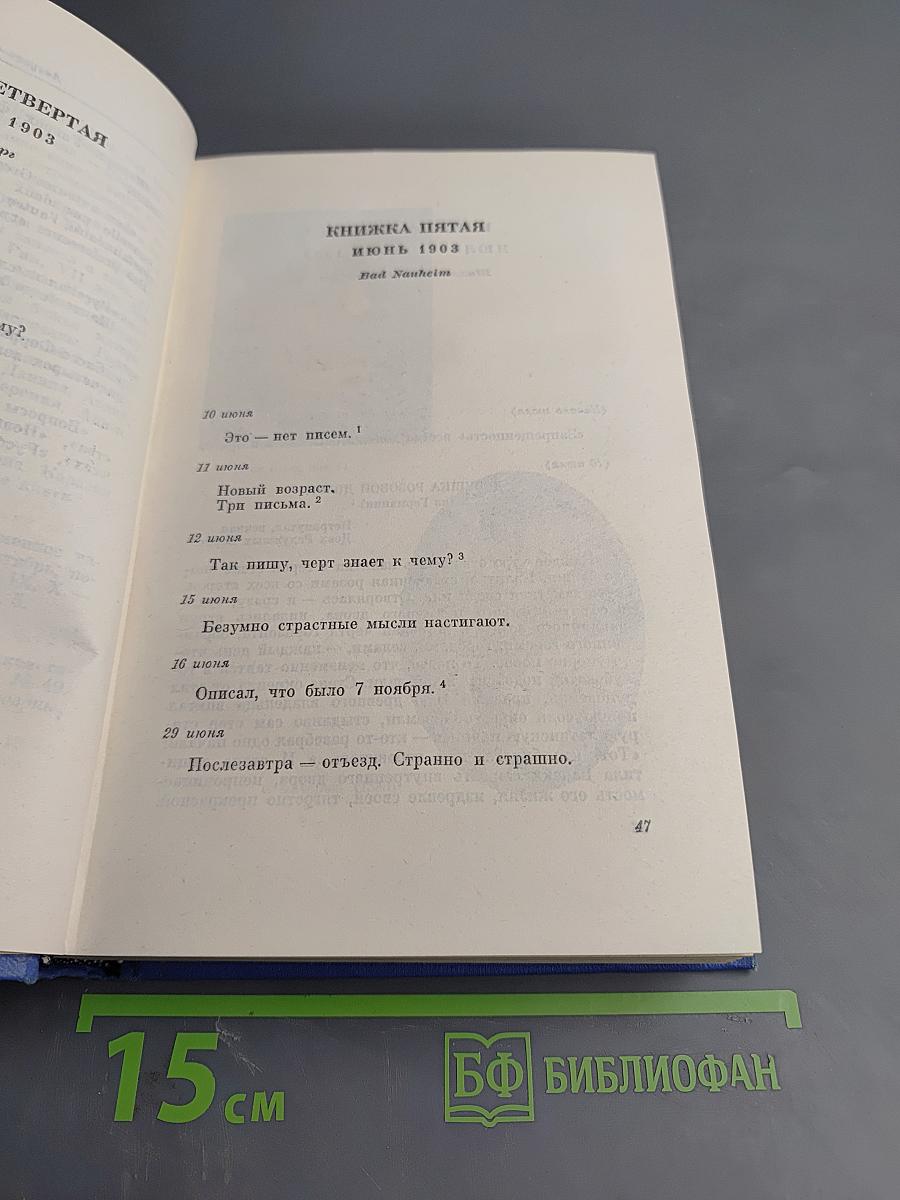 ЕТВЕРТАЯ
1903
му?
КНИЖКА ПЯТАЯ
ИЮНЬ 1903
Bad Nauheim
10 июня
Это — нет писем. 1
11 июня
Новый возраст.
Три письма. 2
12 июня
Так пишу, черт знает к чему? 3
15 июня
Безумно страстные мысли настигают.
16 июня
Описал, что было 7 ноября. 4
29 июня
Послезавтра — отъезд. Странно и страшно.
47
15 см
БФ БИБЛИОФАН